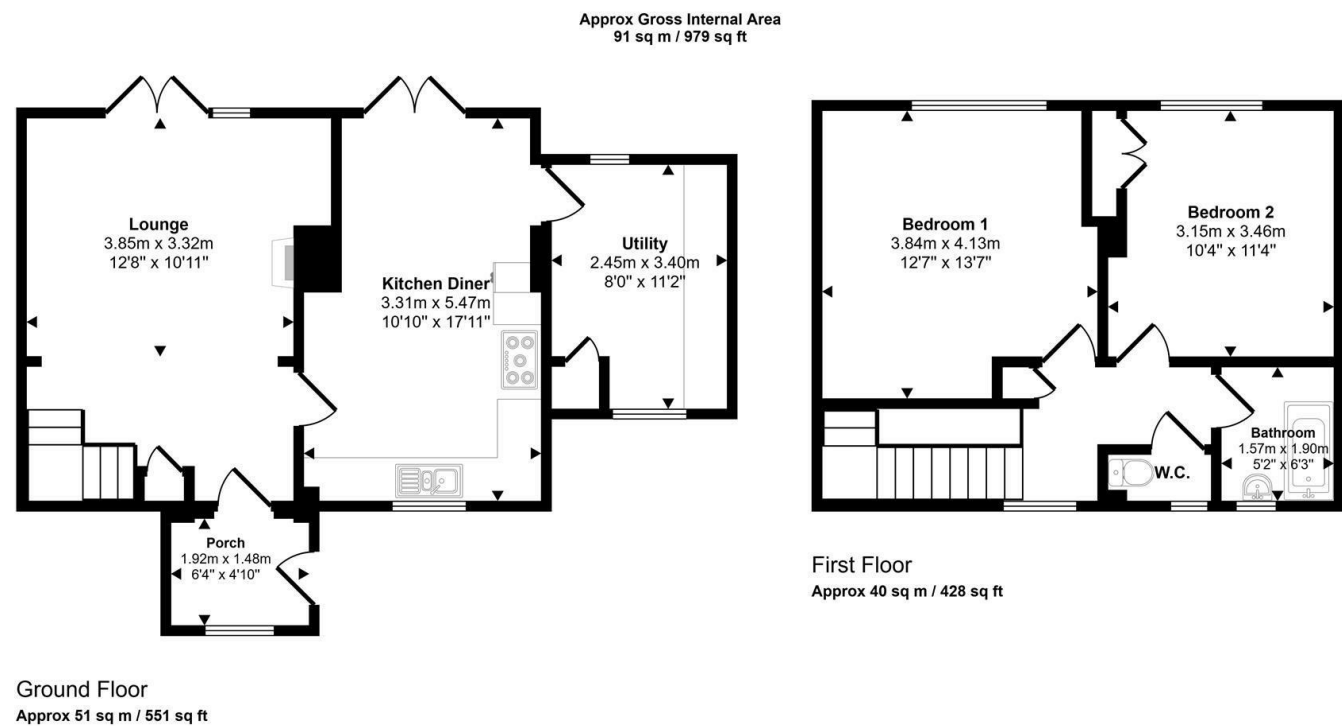 Approx Gross Internal Area
91 sq m / 979 sq ft
Lounge
3.85m x 3.32m
12'8" x 10'11"
Kitchen Diner
3.31m x 5.47m
10'10" x 17'11"
Utility
2.45m x 3.40m
8'0" x 11'2"
Porch
1.92m x 1.48m
6'4" x 4'10"
Ground Floor
Approx 51 sq m / 551 sq ft
Bedroom 1
3.84m x 4.13m
12'7" x 13'7"
Bedroom 2
3.15m x 3.46m
10'4" x 11'4"
Bathroom
1.57m x 1.90m
5'2" x 6'3"
W.C.
First Floor
Approx 40 sq m / 428 sq ft